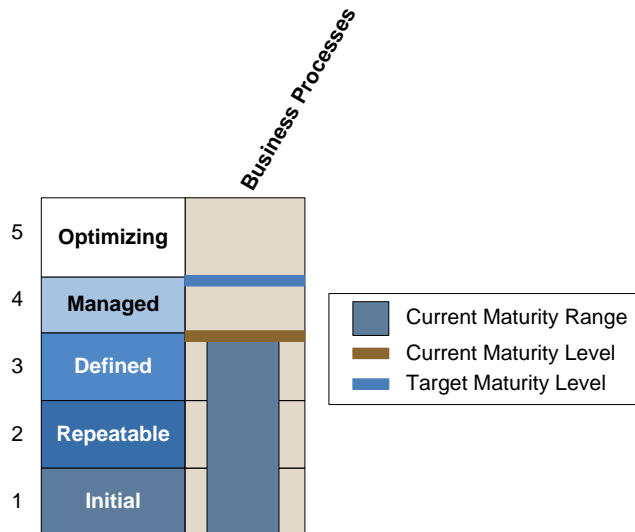 Business Processes
5
Optimizing
4
Managed
3
Defined
2
Repeatable
1
Initial
Current Maturity Range
Current Maturity Level
Target Maturity Level